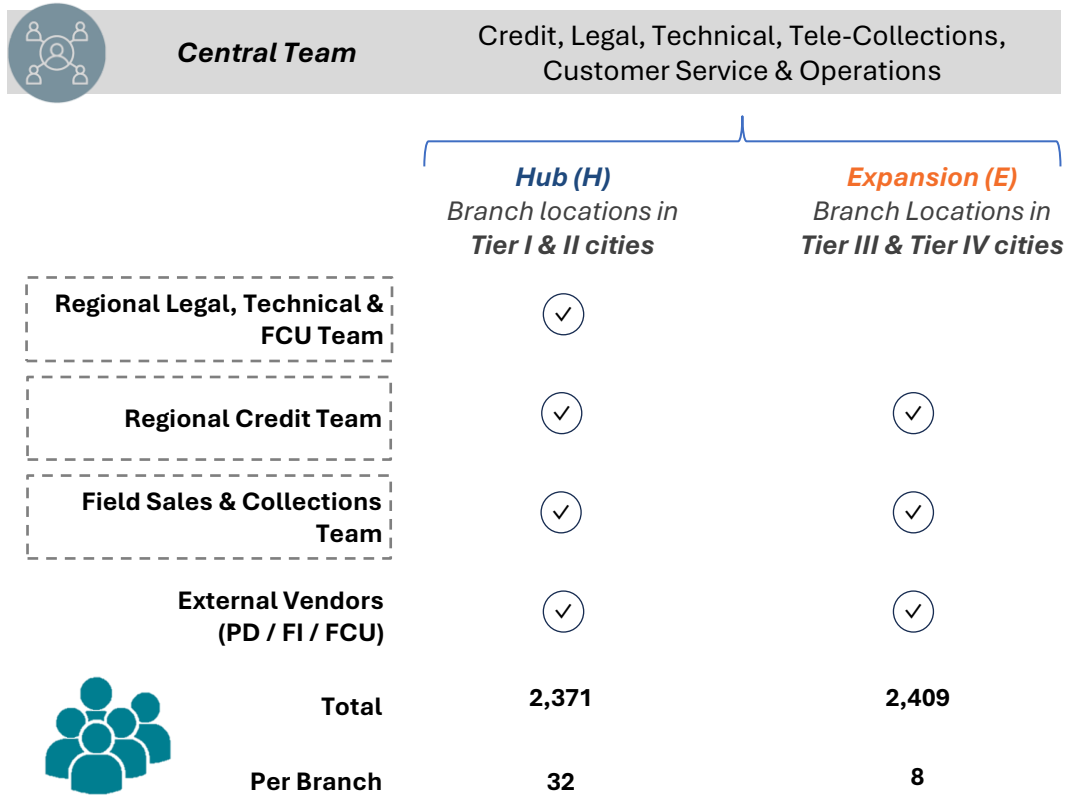 Central Team
Credit, Legal, Technical, Tele-Collections,
Customer Service & Operations
Hub (H)
Branch locations in
Tier I & II cities
Expansion (E)
Branch Locations in
Tier III & Tier IV cities
Regional Legal, Technical &
FCU Team
Regional Credit Team
Field Sales & Collections
Team
External Vendors
(PD / FI / FCU)
Total
2,371
2,409
Per Branch
32
8